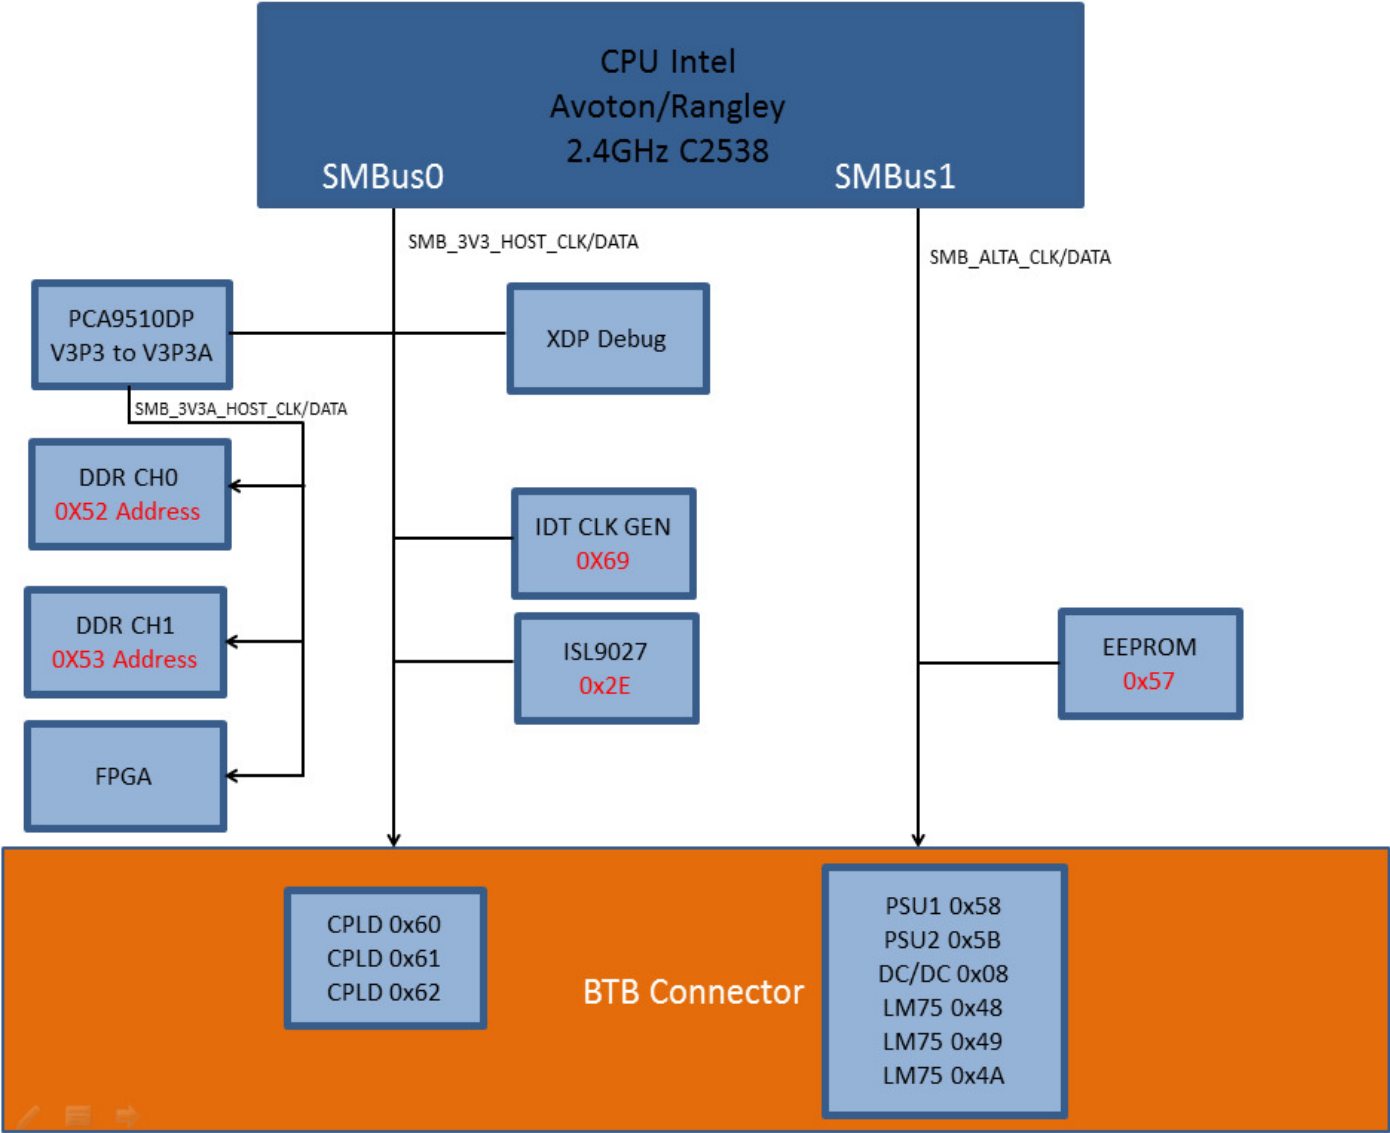 CPU Intel
Avoton/Rangley
2.4GHz C2538
SMBus0
SMBus1
SMB_3V3_HOST_CLK/DATA
SMB_ALTA_CLK/DATA
PCA9510DP
V3P3 to V3P3A
XDP Debug
SMB_3V3A_HOST_CLK/DATA
DDR CH0
0X52 Address
IDT CLK GEN
0X69
DDR CH1
0X53 Address
ISL9027
0x2E
EEPROM
0x57
FPGA
CPLD 0x60
CPLD 0x61
CPLD 0x62
BTB Connector
PSU1 0x58
PSU2 0x5B
DC/DC 0x08
LM75 0x48
LM75 0x49
LM75 0x4A